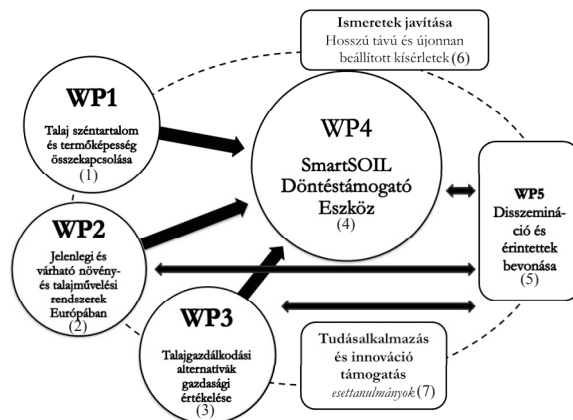 Ismeretek javítása
Hosszú távú és újonnan
beállított kísérletek (6)
WP1
Talaj széntartalom
és termőképesség
összekapcsolása
(1)
WP4
SmartSOIL
Döntéstámogató
Eszköz
(4)
WP2
Jelenlegi és
várható növény-
és talajművelési
rendszerek
Európában
(2)
WP5
Disszemináció és
érintettek
bevonása
(5)
WP3
Talajgazdálkodási
alternatívák
gazdasági
értékelése
(3)
Tudásalkalmazás
és innováció
támogatás
esettanulmányok (7)